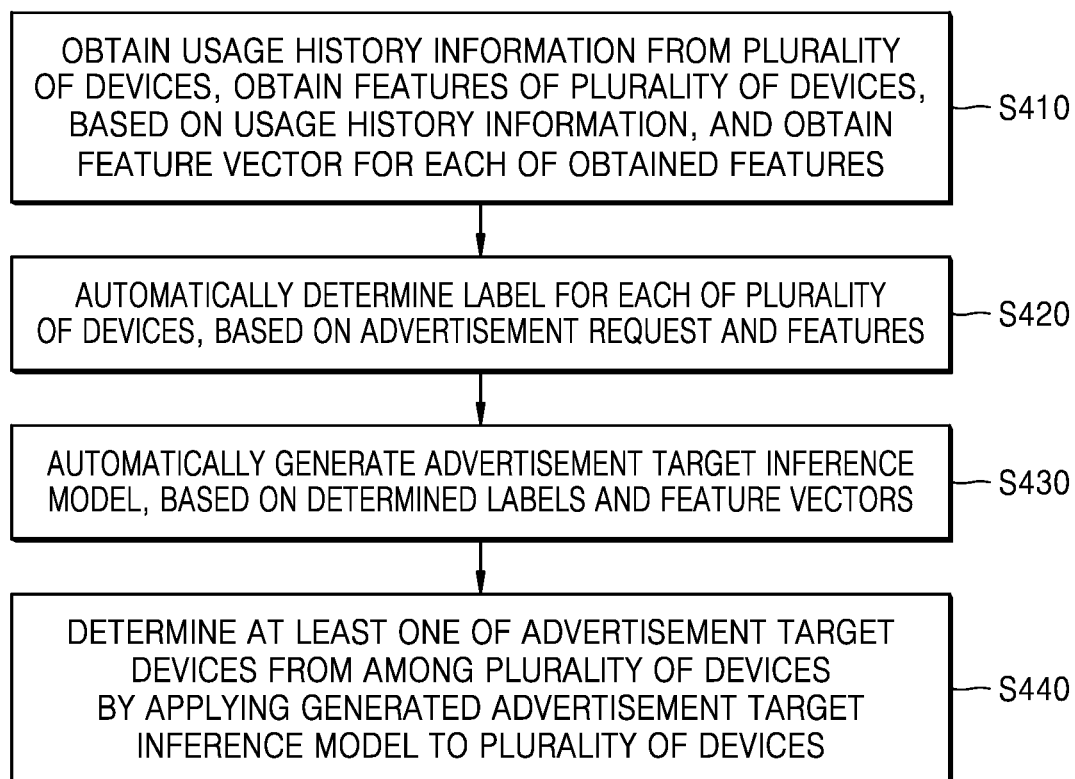 OBTAIN USAGE HISTORY INFORMATION FROM PLURALITY
OF DEVICES, OBTAIN FEATURES OF PLURALITY OF DEVICES,
BASED ON USAGE HISTORY INFORMATION, AND OBTAIN
FEATURE VECTOR FOR EACH OF OBTAINED FEATURES
S410
AUTOMATICALLY DETERMINE LABEL FOR EACH OF PLURALITY
OF DEVICES, BASED ON ADVERTISEMENT REQUEST AND FEATURES
S420
AUTOMATICALLY GENERATE ADVERTISEMENT TARGET INFERENCE
MODEL, BASED ON DETERMINED LABELS AND FEATURE VECTORS
S430
DETERMINE AT LEAST ONE OF ADVERTISEMENT TARGET
DEVICES FROM AMONG PLURALITY OF DEVICES
BY APPLYING GENERATED ADVERTISEMENT TARGET
INFERENCE MODEL TO PLURALITY OF DEVICES
S440